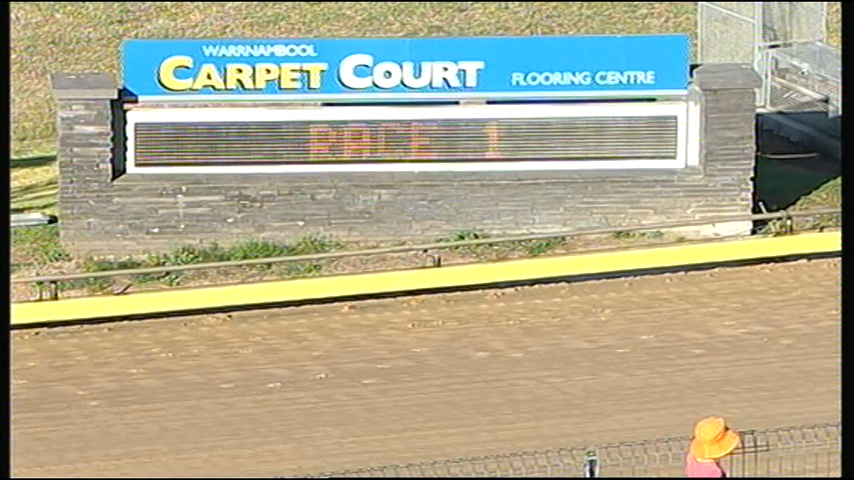 WARRNAMBOOL
CARPET COURT FLOORING CENTRE
RACE 1